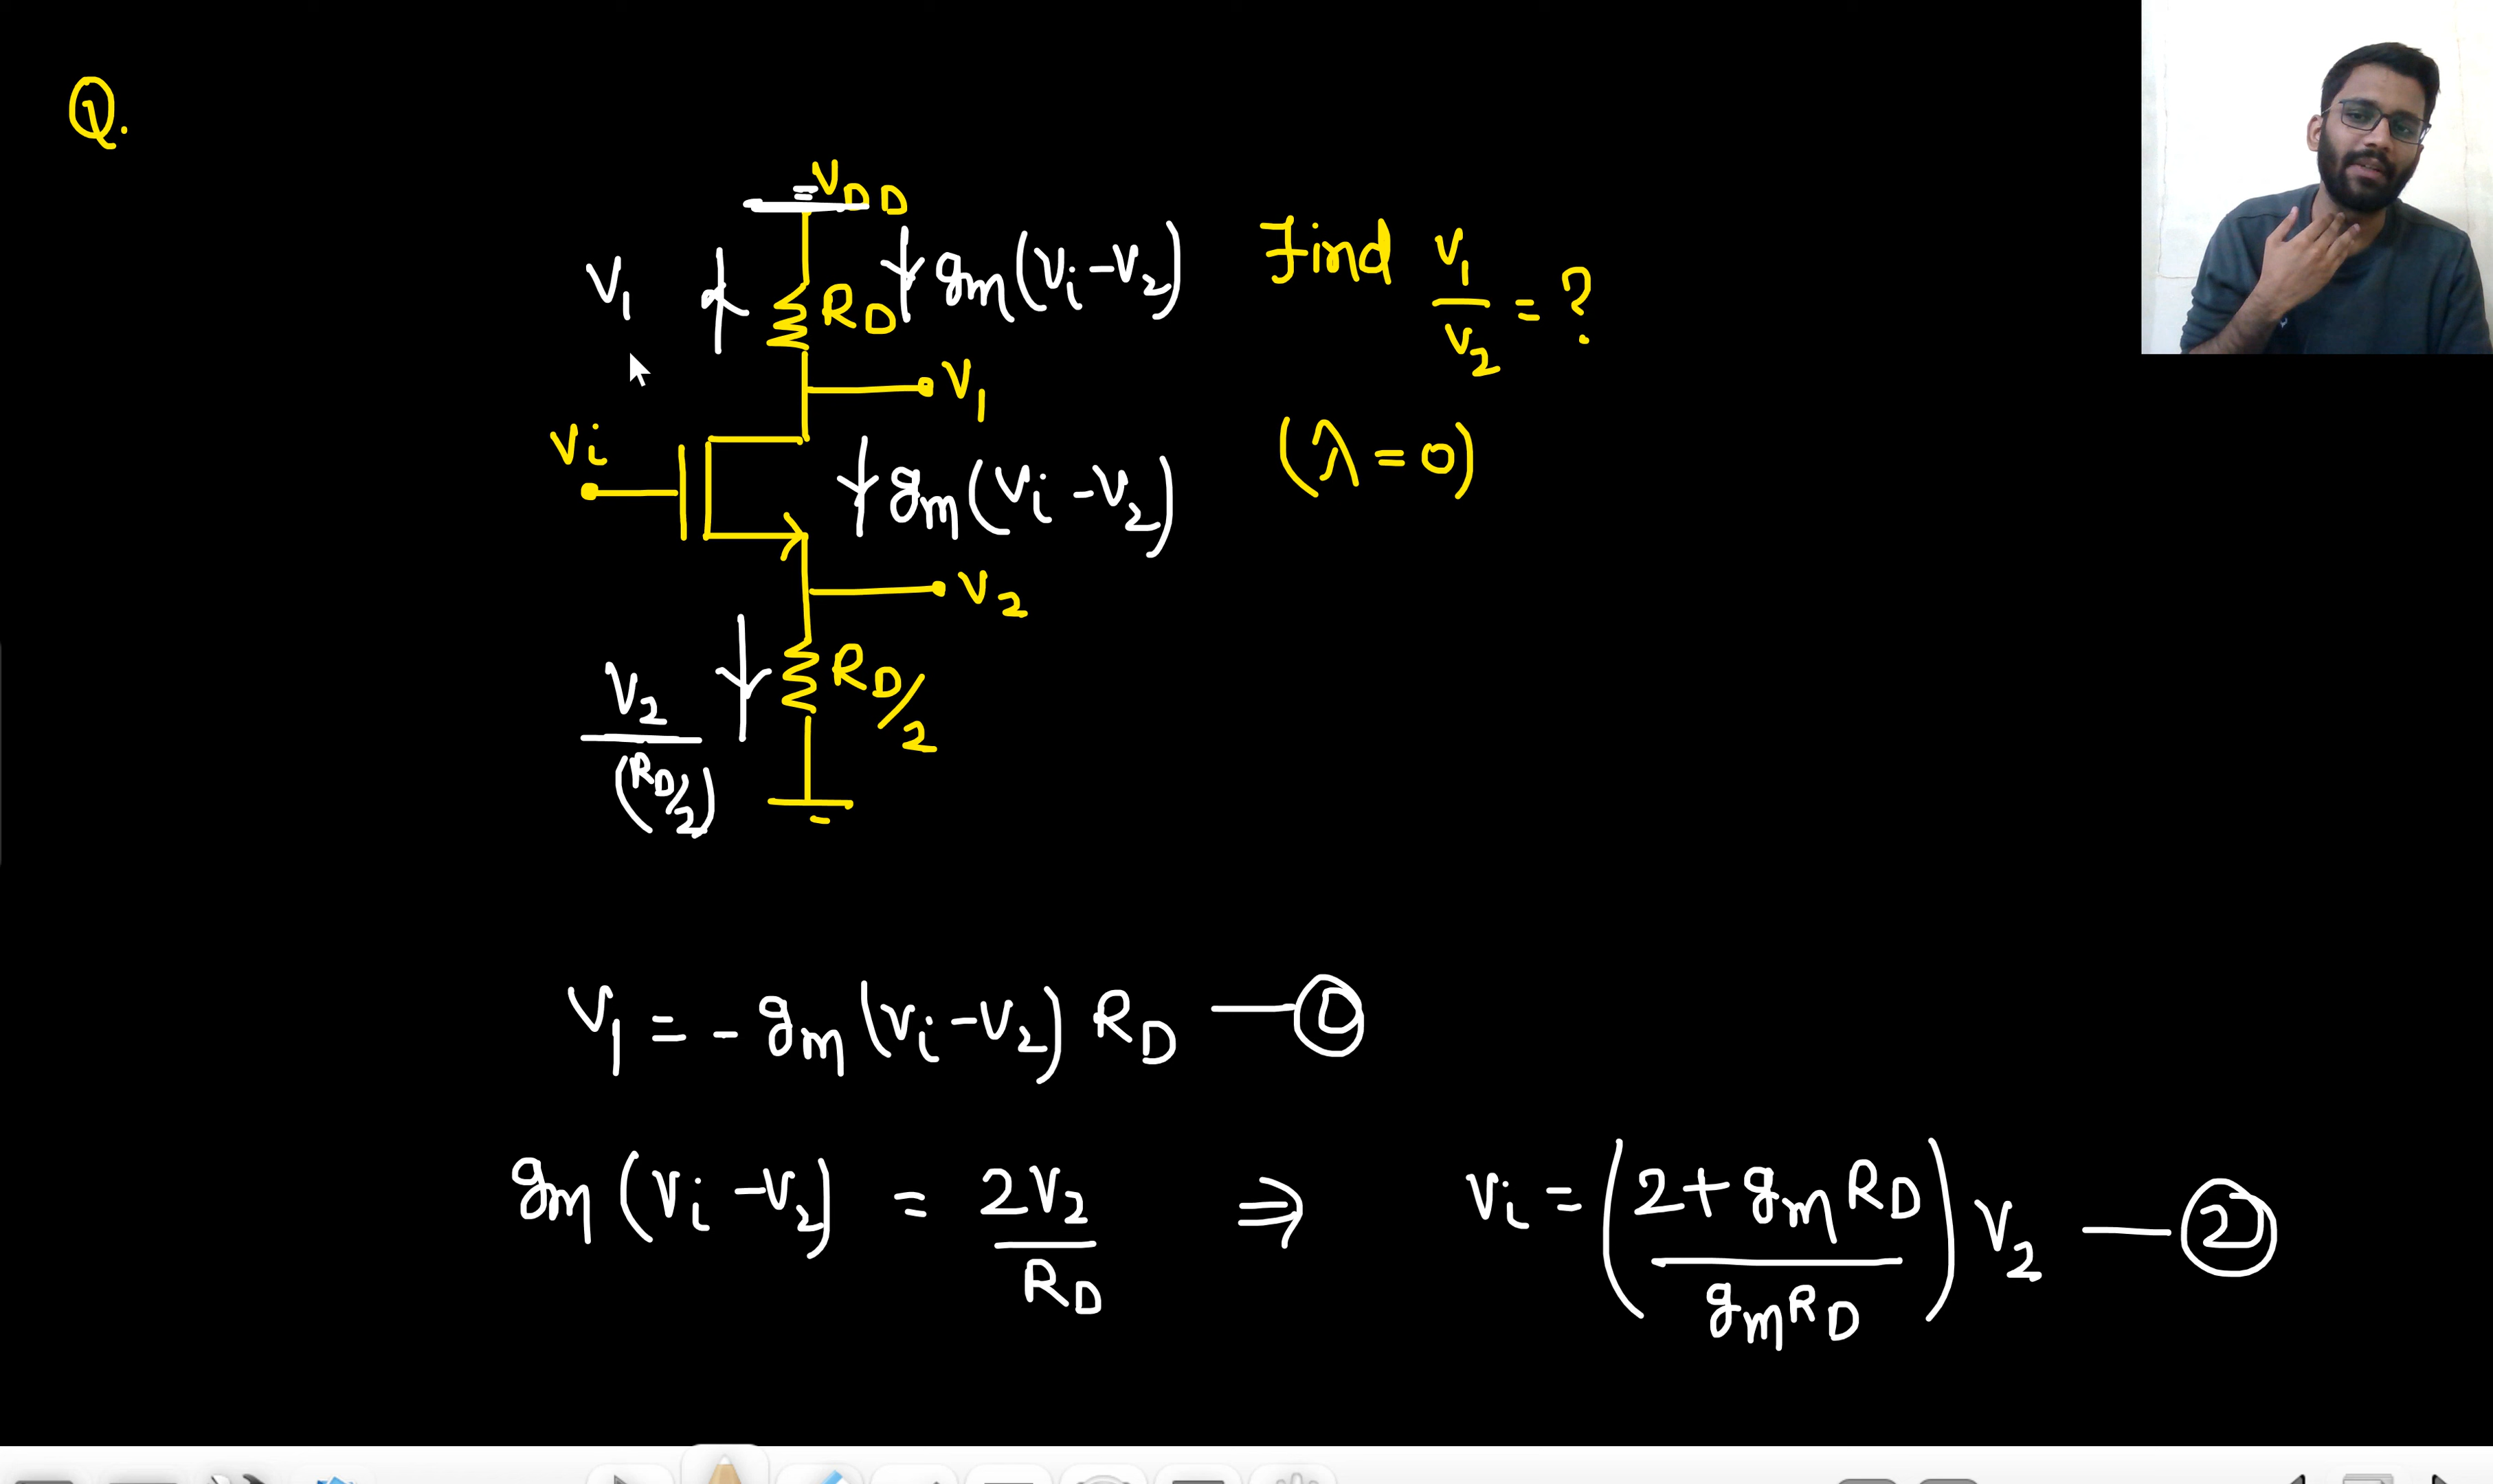 Q.
VDD
V1
RD
gm(Vi-V2)
Find V1/V2 = ?
V1
Vi
gm(Vi-V2)
(λ=0)
V2
RD/2
V2/(RD/2)
V1 = - gm(Vi-V2) RD — ①
gm(Vi-V2) = 2V2/RD ⇒ Vi = ((2+gmRD)/(gmRD)) V2 — ②